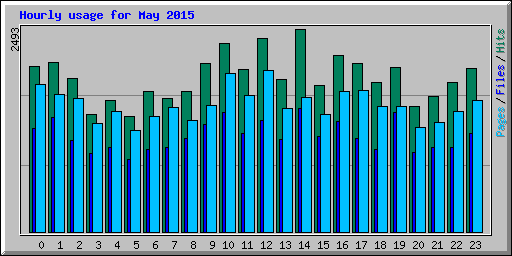 Hourly usage for May 2015
2493
Pages/Files/Hits
0 1 2 3 4 5 6 7 8 9 10 11 12 13 14 15 16 17 18 19 20 21 22 23